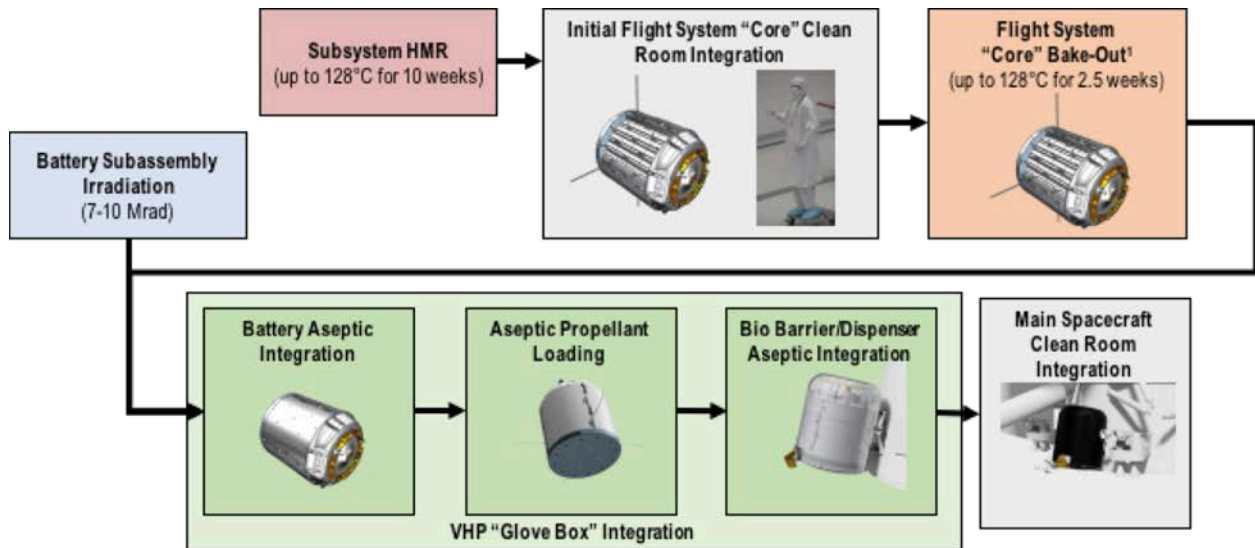 Subsystem HMR
(up to 128°C for 10 weeks)
Initial Flight System “Core” Clean
Room Integration
Flight System
“Core” Bake-Out¹
(up to 128°C for 2.5 weeks)
Battery Subassembly
Irradiation
(7-10 Mrad)
Battery Aseptic
Integration
Aseptic Propellant
Loading
Bio Barrier/Dispenser
Aseptic Integration
Main Spacecraft
Clean Room
Integration
VHP “Glove Box” Integration